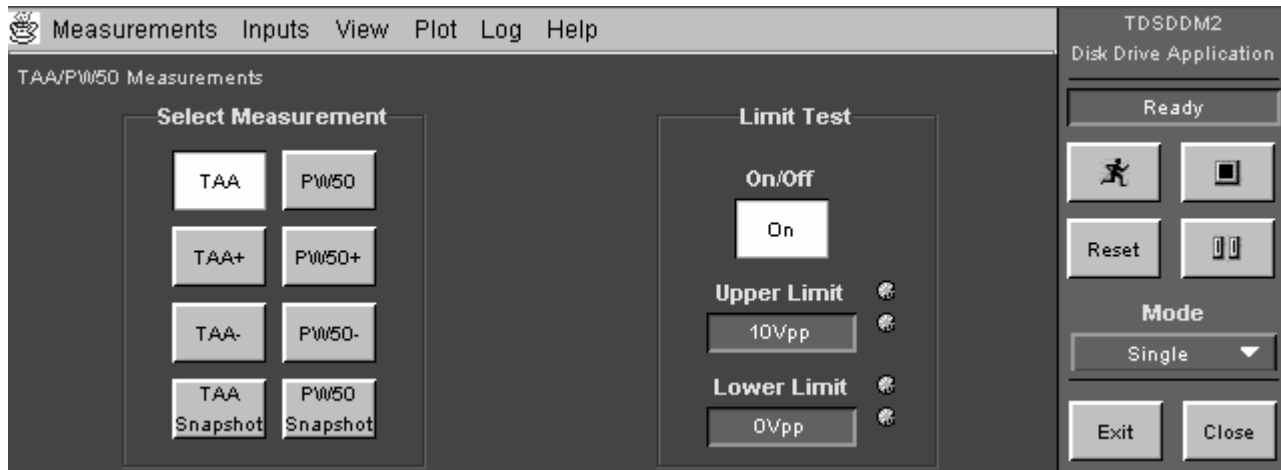 Measurements Inputs View Plot Log Help
TAA/PW50 Measurements
Select Measurement
TAA PW50
TAA+ PW50+
TAA- PW50-
TAA Snapshot PW50 Snapshot
Limit Test
On/Off
On
Upper Limit
10Vpp
Lower Limit
0Vpp
TDSDDM2
Disk Drive Application
Ready
Reset
Mode
Single
Exit Close